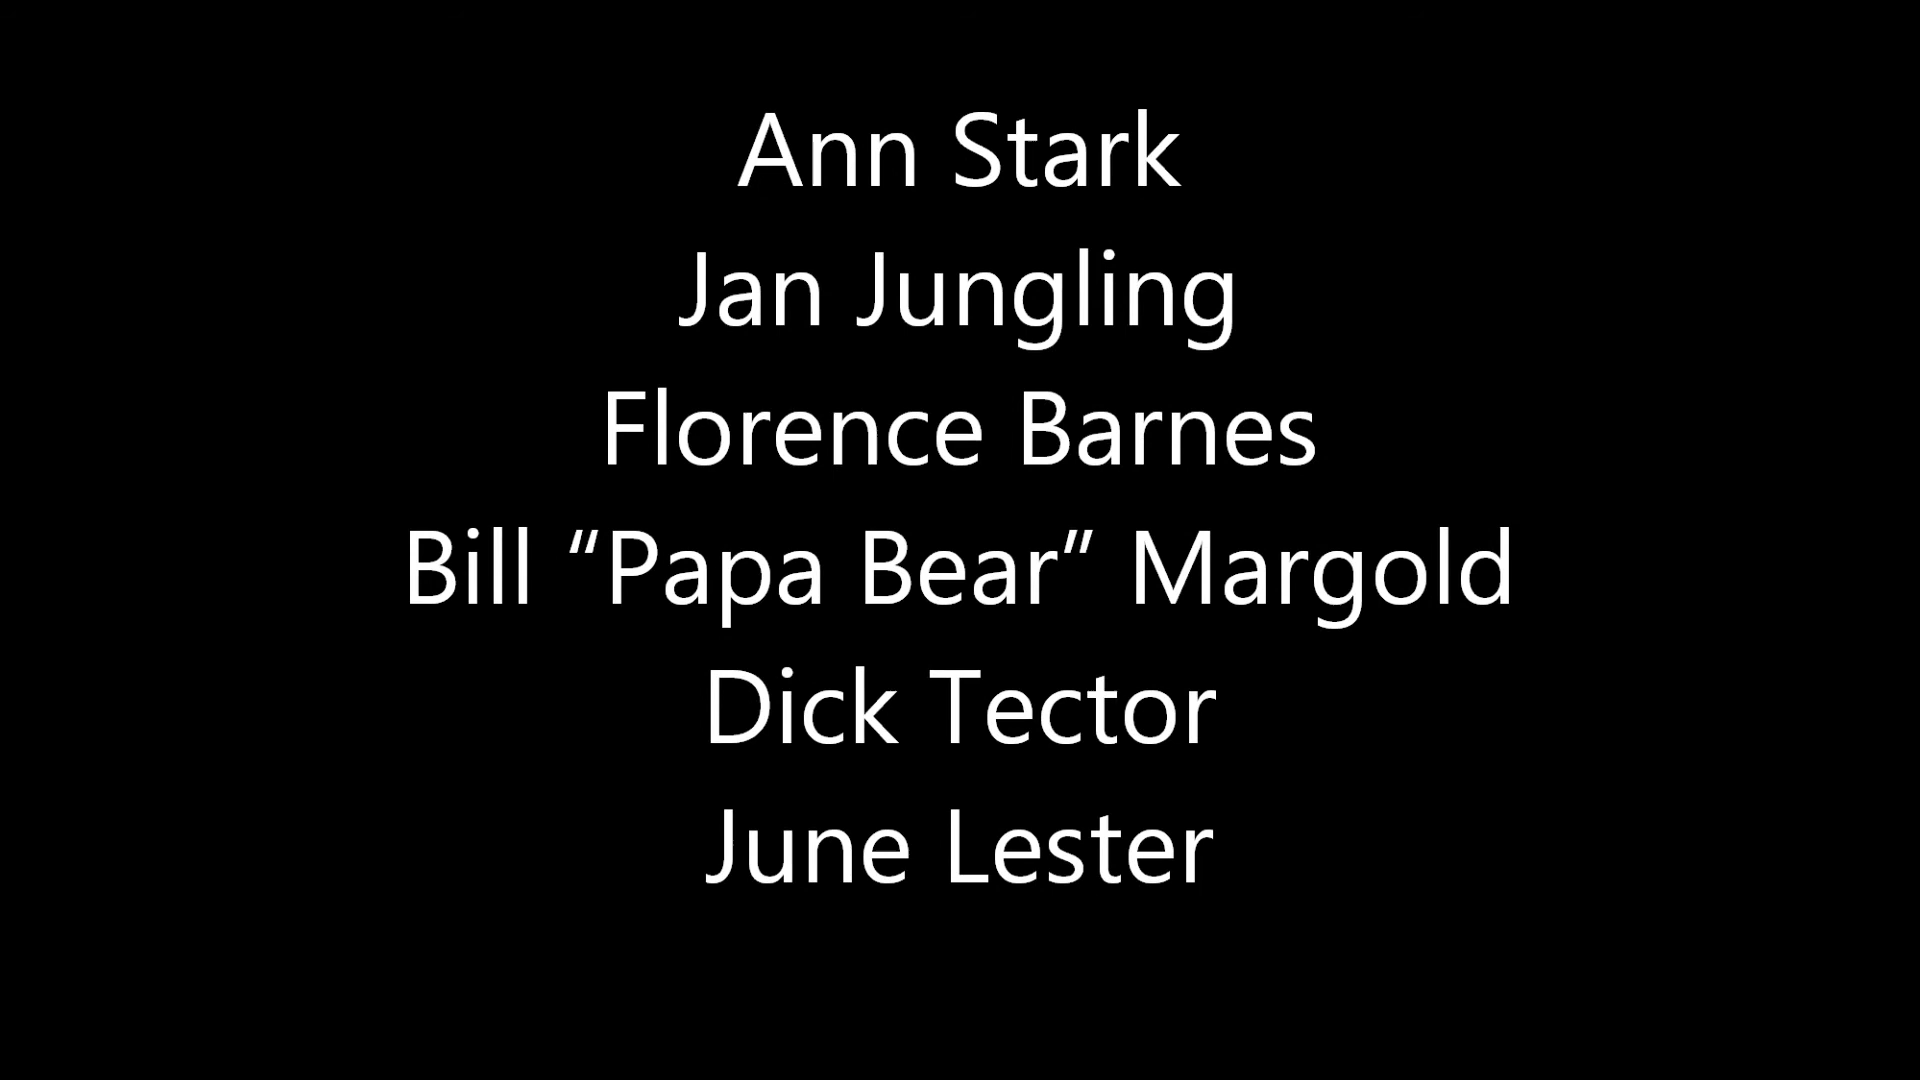 Ann Stark
Jan Jungling
Florence Barnes
Bill “Papa Bear” Margold
Dick Tector
June Lester